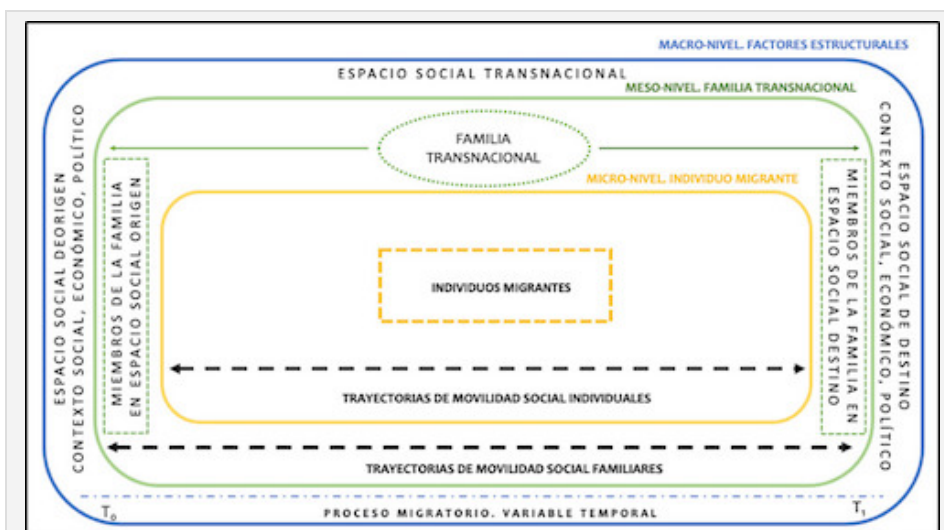 MACRO-NIVEL. FACTORES ESTRUCTURALES
ESPACIO SOCIAL TRANSNACIONAL
MESO-NIVEL. FAMILIA TRANSNACIONAL
FAMILIA
TRANSNACIONAL
MICRO-NIVEL. INDIVIDUO MIGRANTE
ESPACIO SOCIAL DEORIGEN
CONTEXTO SOCIAL, ECONÓMICO, POLÍTICO
MIEMBROS DE LA FAMILIA
EN ESPACIO SOCIAL ORIGEN
INDIVIDUOS MIGRANTES
MIEMBROS DE LA FAMILIA EN
ESPACIO SOCIAL DESTINO
ESPACIO SOCIAL DE DESTINO
CONTEXTO SOCIAL, ECONÓMICO, POLÍTICO
TRAYECTORIAS DE MOVILIDAD SOCIAL INDIVIDUALES
TRAYECTORIAS DE MOVILIDAD SOCIAL FAMILIARES
T₀
PROCESO MIGRATORIO. VARIABLE TEMPORAL
T₁